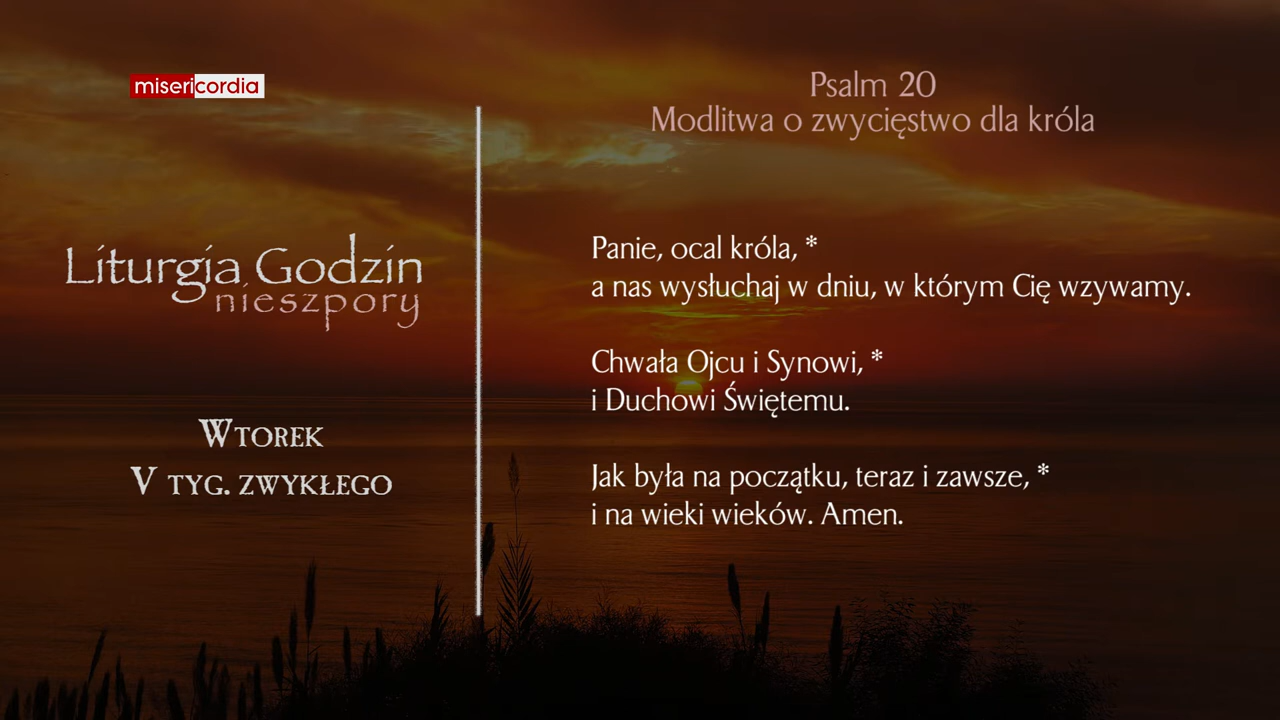 misericordia
Liturgia Godzin
nieszpory
Wtorek
V tyg. zwykłego
Psalm 20
Modlitwa o zwycięstwo dla króla
Panie, ocal króla, *
a nas wysłuchaj w dniu, w którym Cię wzywamy.
Chwała Ojcu i Synowi, *
i Duchowi Świętemu.
Jak była na początku, teraz i zawsze, *
i na wieki wieków. Amen.